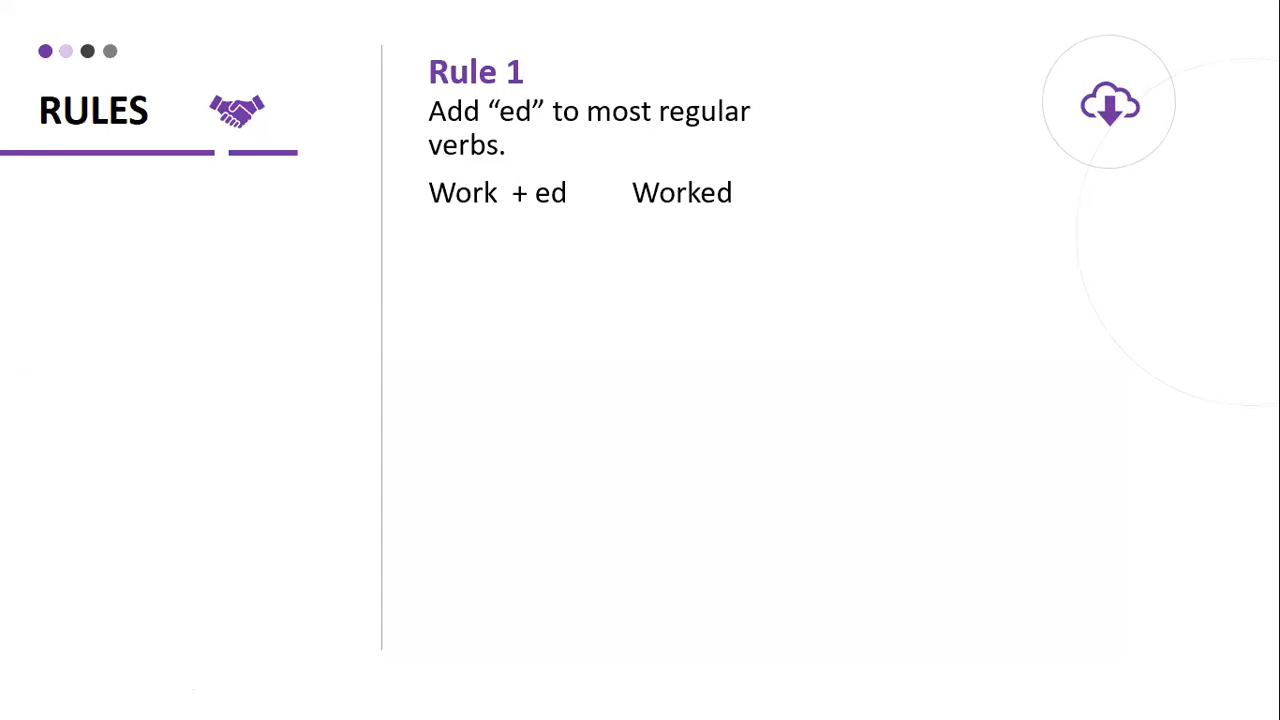 RULES
Rule 1
Add “ed” to most regular
verbs.
Work + ed Worked